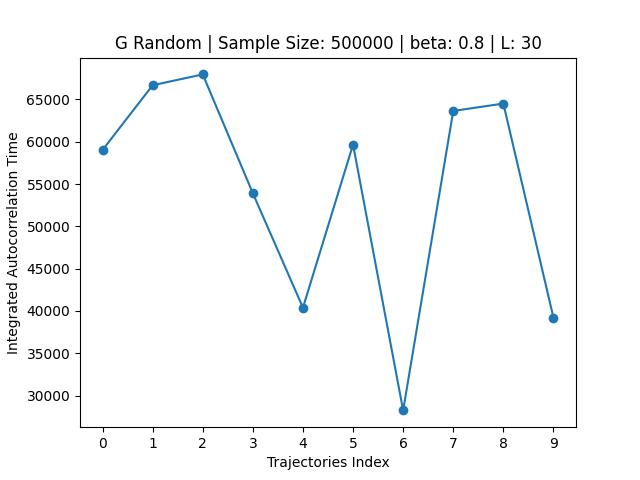 G Random | Sample Size: 500000 | beta: 0.8 | L: 30
Integrated Autocorrelation Time
65000
60000
55000
50000
45000
40000
35000
30000
0 1 2 3 4 5 6 7 8 9
Trajectories Index